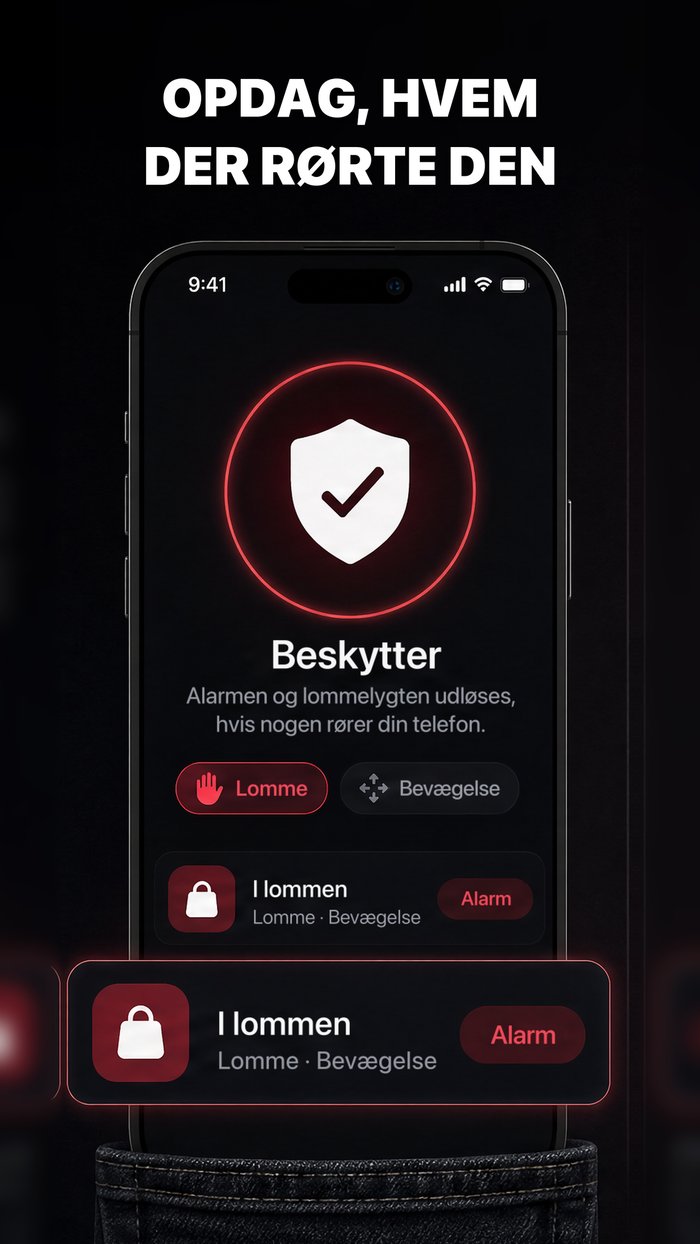 OPDAG, HVEM
DER RØRTE DEN
9:41
Beskytter
Alarmen og lommelygten udløses,
hvis nogen rører din telefon.
Lomme
Bevægelse
I lommen
Lomme · Bevægelse
Alarm
I lommen
Lomme · Bevægelse
Alarm